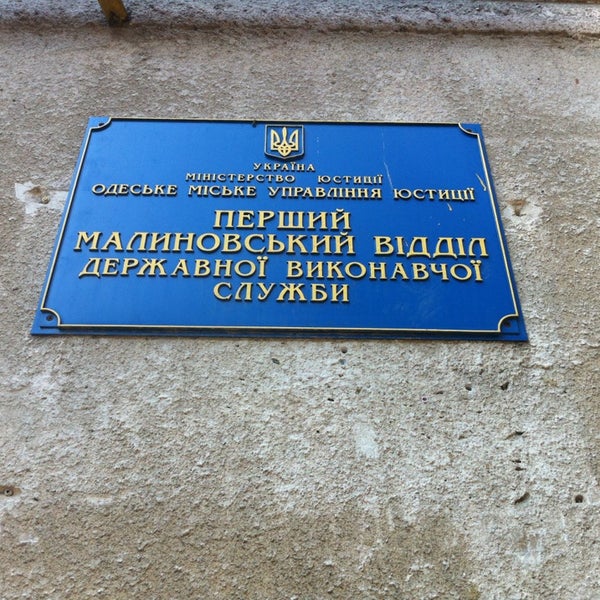 УКРАЇНА
МІНІСТЕРСТВО ЮСТИЦІЇ
ОДЕСЬКЕ МІСЬКЕ УПРАВЛІННЯ ЮСТИЦІЇ
ПЕРШИЙ
МАЛИНОВСЬКИЙ ВІДДІЛ
ДЕРЖАВНОЇ ВИКОНАВЧОЇ
СЛУЖБИ